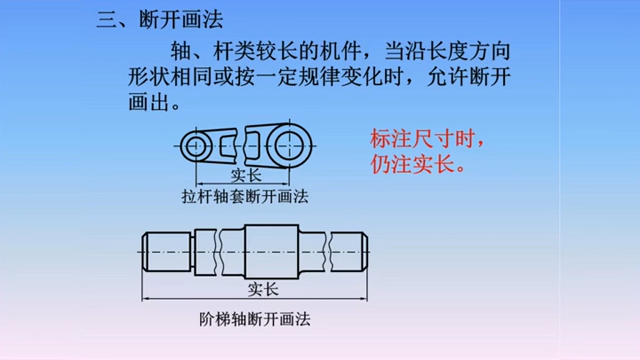 三、断开画法
轴、杆类较长的机件，当沿长度方向
形状相同或按一定规律变化时，允许断开
画出。
标注尺寸时，
仍注实长。
实长
拉杆轴套断开画法
实长
阶梯轴断开画法